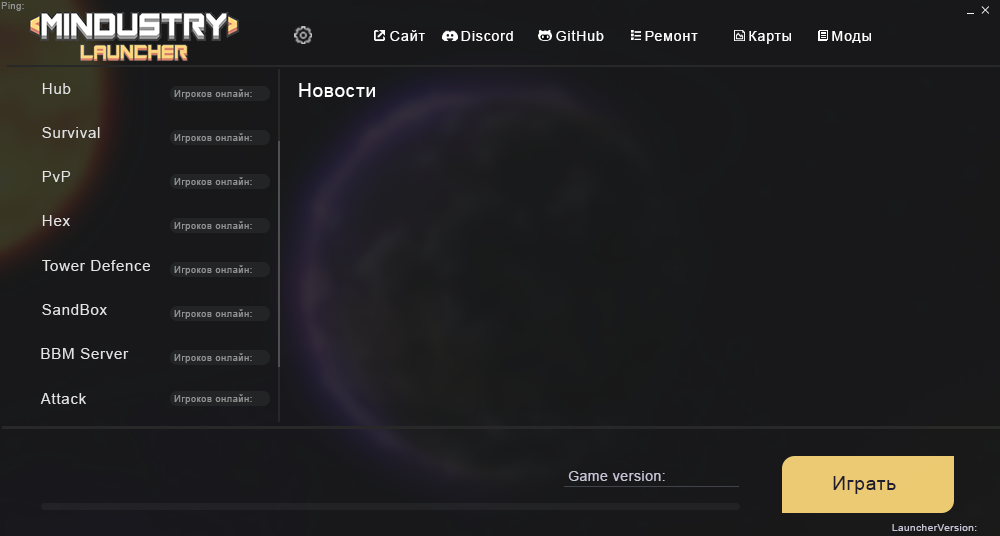 Ping:
MINDUSTRY
LAUNCHER
Сайт Discord GitHub Ремонт Карты Моды
Hub Игроков онлайн:
Survival Игроков онлайн:
PvP Игроков онлайн:
Hex Игроков онлайн:
Tower Defence Игроков онлайн:
SandBox Игроков онлайн:
BBM Server Игроков онлайн:
Attack Игроков онлайн:
Новости
Game version:
Играть
LauncherVersion: